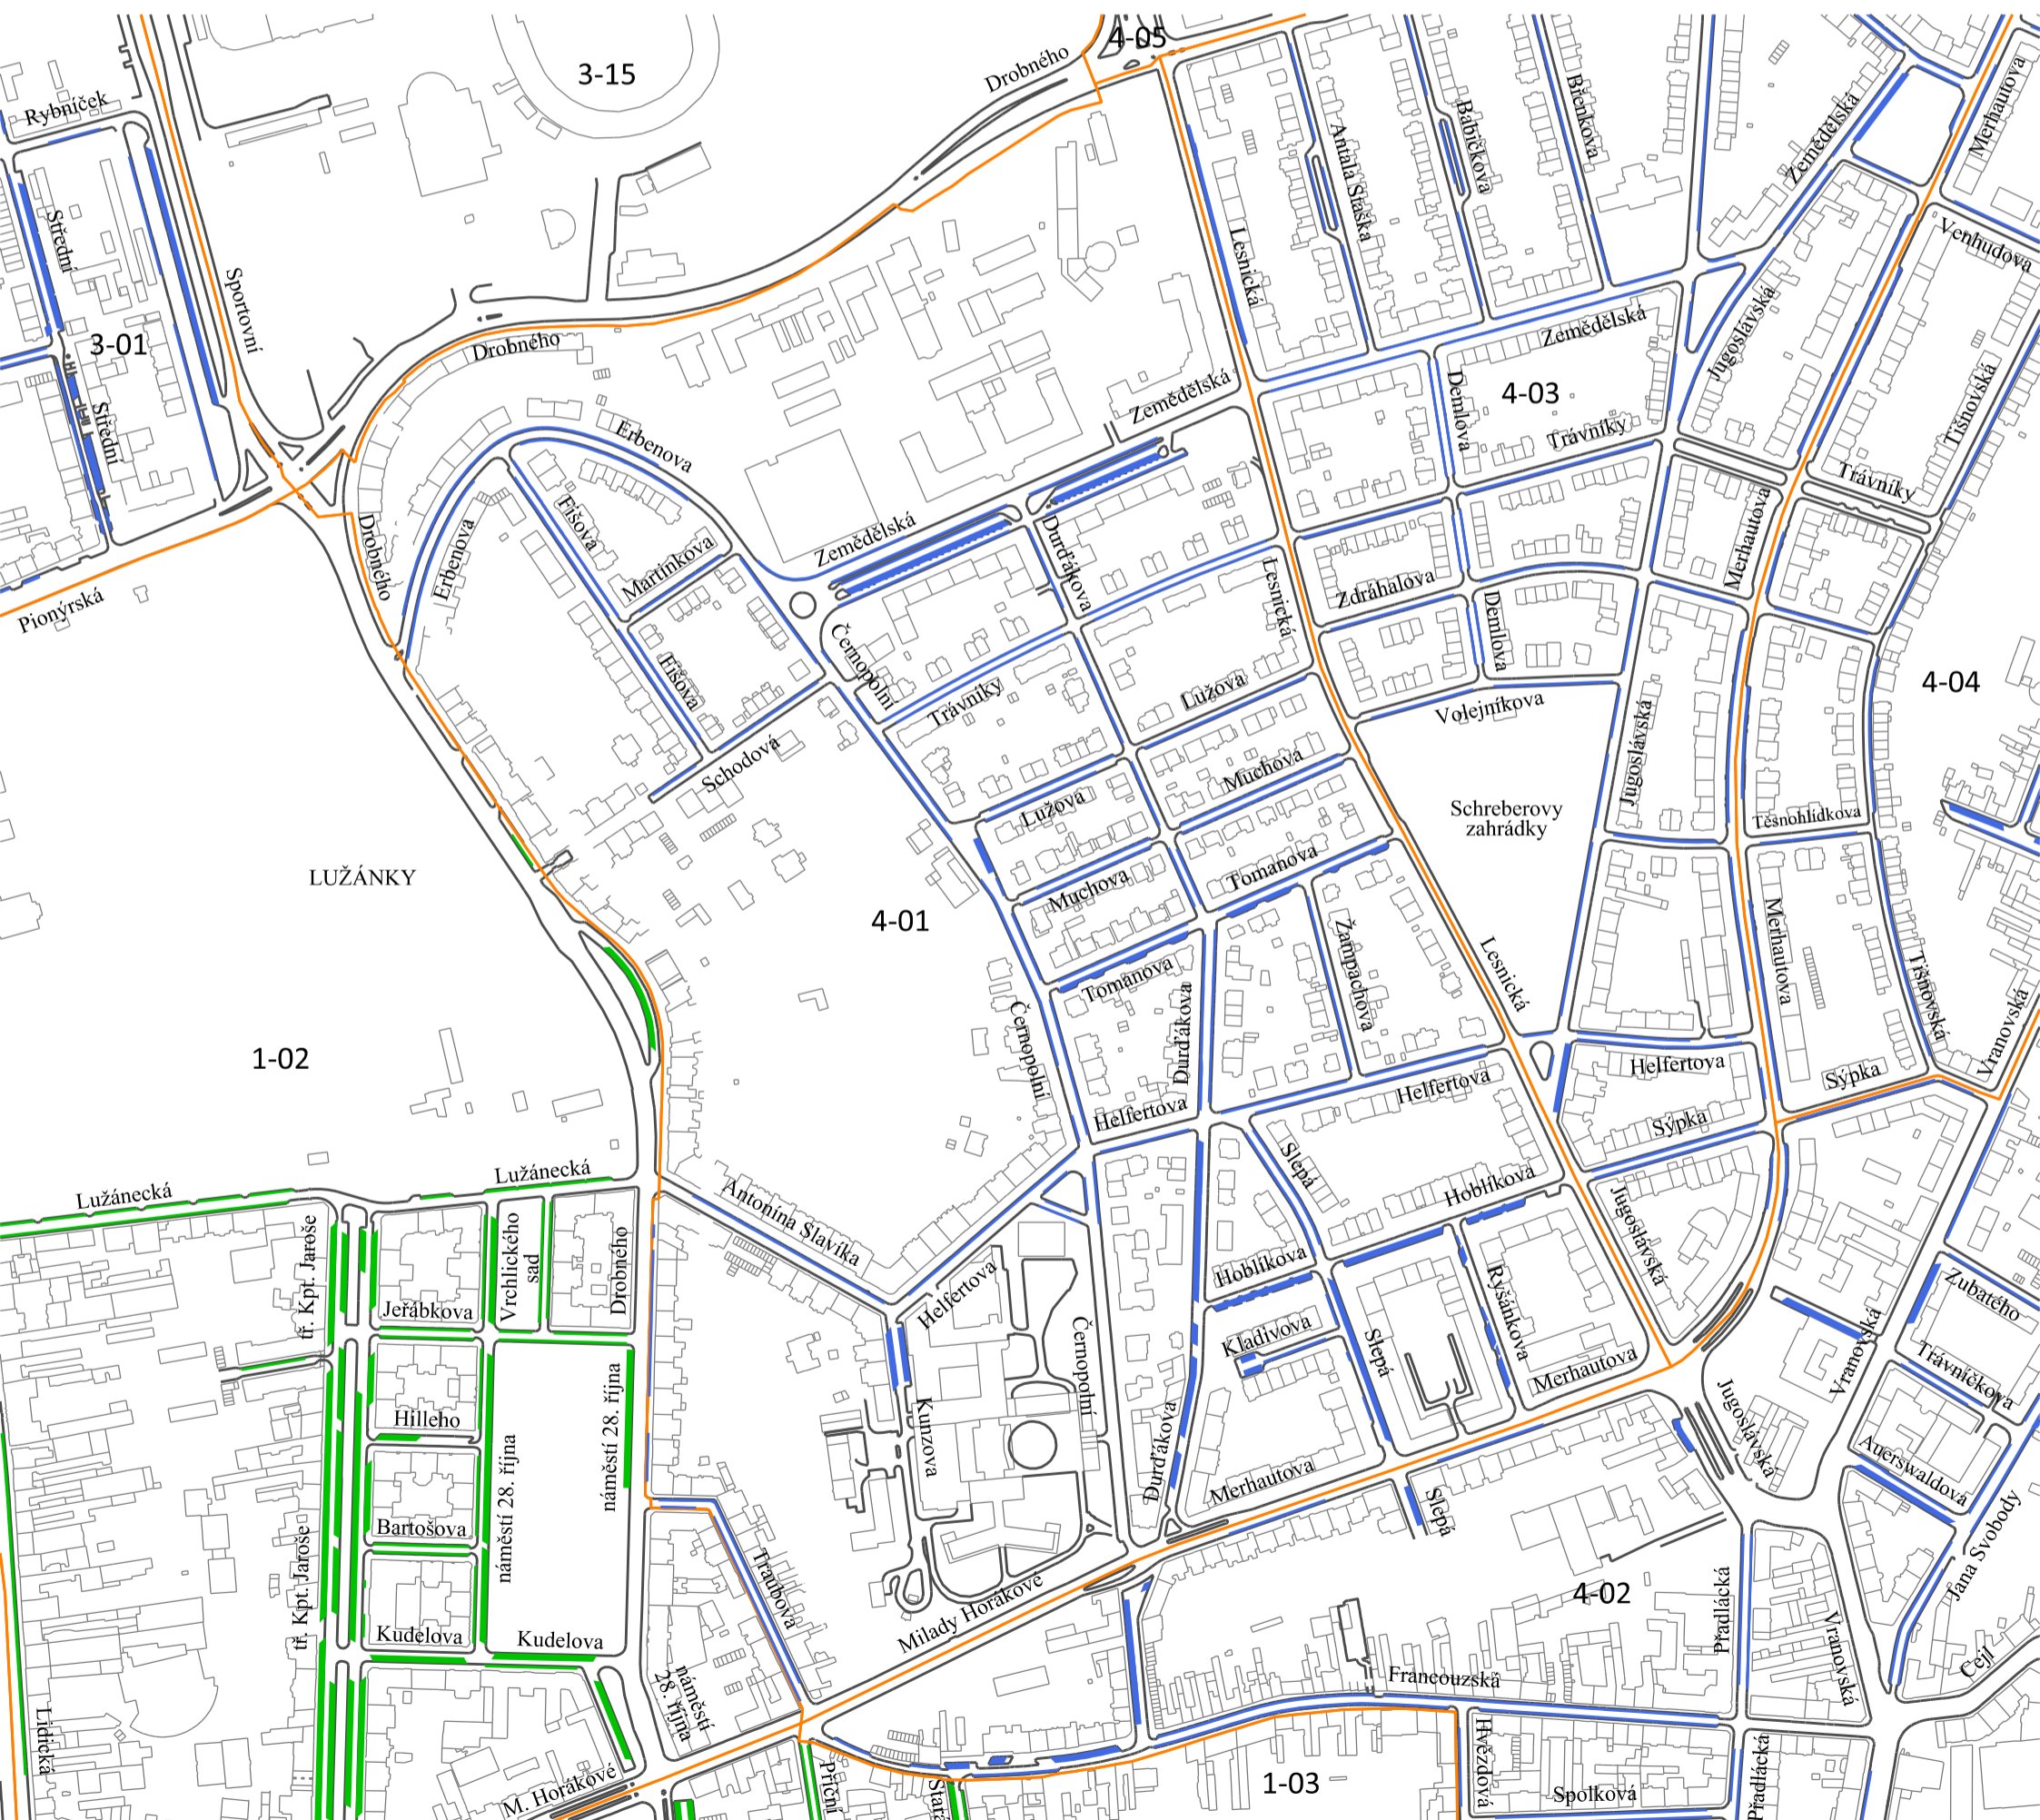 4-05
3-15
Drobného
Rybníček
Merhautova
Zemědělská
Babičkova
Břenkova
Antala Staška
Střední
Lesnická
Venhudova
Sportovní
3-01
Drobného
Zemědělská
Jugoslávská
4-03
Tišnovská
Zemědělská
Demlova
Střední
Erbenova
Trávníky
Trávníky
Fišova
Drobného
Erbenova
Zemědělská
Martinkova
Durďákova
Merhautova
Lesnická
Zdráhalova
Pionýrská
Černopolní
Demlova
Fišova
Trávníky
Lužova
Volejníkova
4-04
Jugoslávská
Schodová
Muchova
Lužova
Schreberovy
zahrádky
Těsnohlídkova
LUŽÁNKY
Muchova
Tomanova
4-01
Žampachova
Merhautova
Lesnická
Tomanova
Tišnovská
Durďákova
Černopolní
Vranovská
1-02
Helfertova
Helfertova
Sýpka
Helfertova
Sýpka
Slepá
Lužánecká
Lužánecká
Hoblíkova
Antonína Slavíka
tř. Kpt. Jaroše
Vrchlického
sad
Drobného
Jugoslávská
Hoblíkova
Helfertova
Zubatého
Jeřábkova
Ryšánkova
Kladivova
Slepá
Černopolní
Vranovská
Merhautova
Trávníčkova
Hilleho
náměstí 28. října
Kunzova
Jugoslávská
Durďákova
Auerswaldova
Merhautova
Slepá
náměstí 28. října
Bartošova
Jana Svobody
tř. Kpt. Jaroše
Traubova
Milady Horákové
4-02
Přadlácká
Vranovská
Kudelova
Kudelova
Cejl
Francouzská
náměstí
28. října
Lidická
Hvězdová
Přadlácká
M. Horákové
Příční
Stará
1-03
Spolková